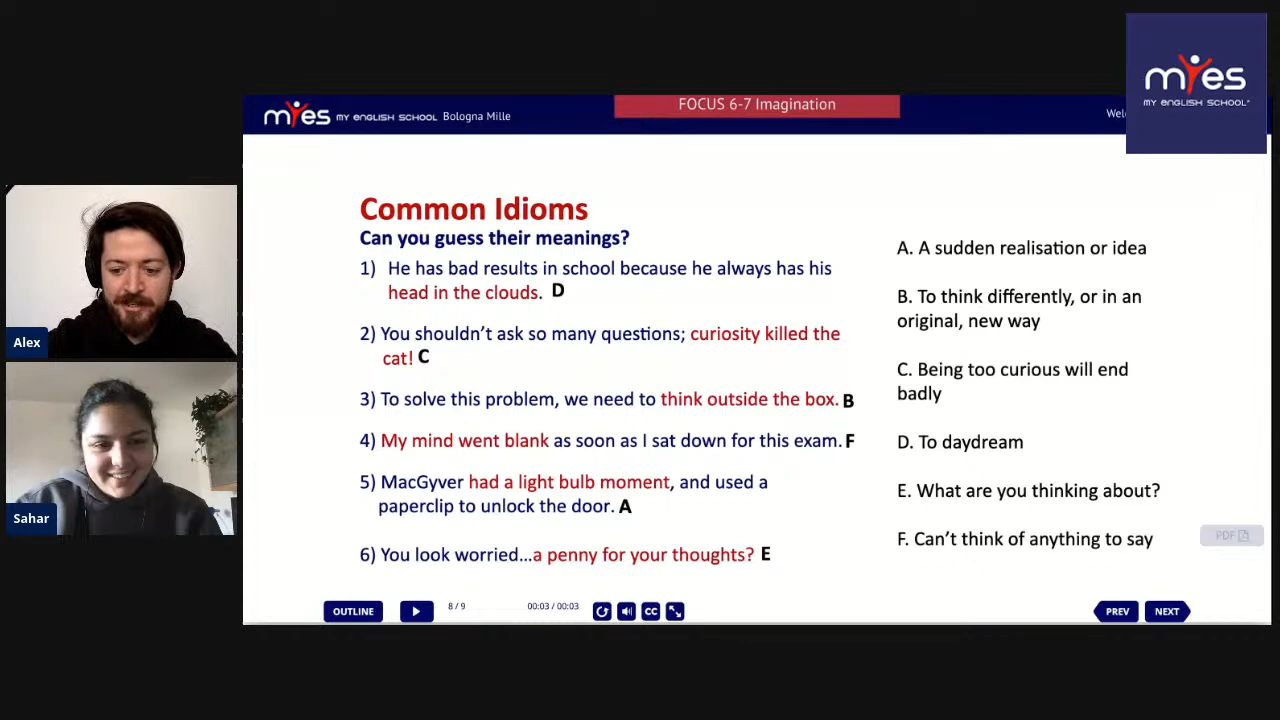 myes
MY ENGLISH SCHOOL
myes MY ENGLISH SCHOOL Bologna Mille
FOCUS 6-7 Imagination
Common Idioms
Can you guess their meanings?
1) He has bad results in school because he always has his
head in the clouds. D
2) You shouldn't ask so many questions; curiosity killed the
cat! C
3) To solve this problem, we need to think outside the box. B
4) My mind went blank as soon as I sat down for this exam. F
5) MacGyver had a light bulb moment, and used a
paperclip to unlock the door. A
6) You look worried...a penny for your thoughts? E
A. A sudden realisation or idea
B. To think differently, or in an
original, new way
C. Being too curious will end
badly
D. To daydream
E. What are you thinking about?
F. Can't think of anything to say
Alex
Sahar
PDF
OUTLINE
8 / 9
00:03 / 00:03
CC
PREV
NEXT